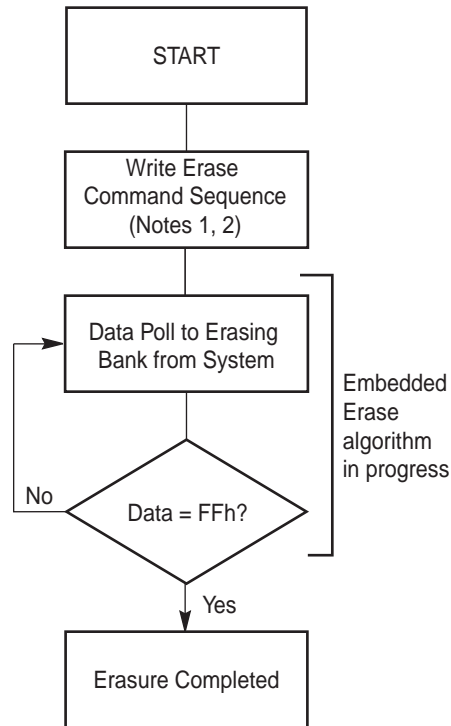 START
Write Erase
Command Sequence
(Notes 1, 2)
Data Poll to Erasing
Bank from System
Embedded
Erase
algorithm
in progress
No
Data = FFh?
Yes
Erasure Completed